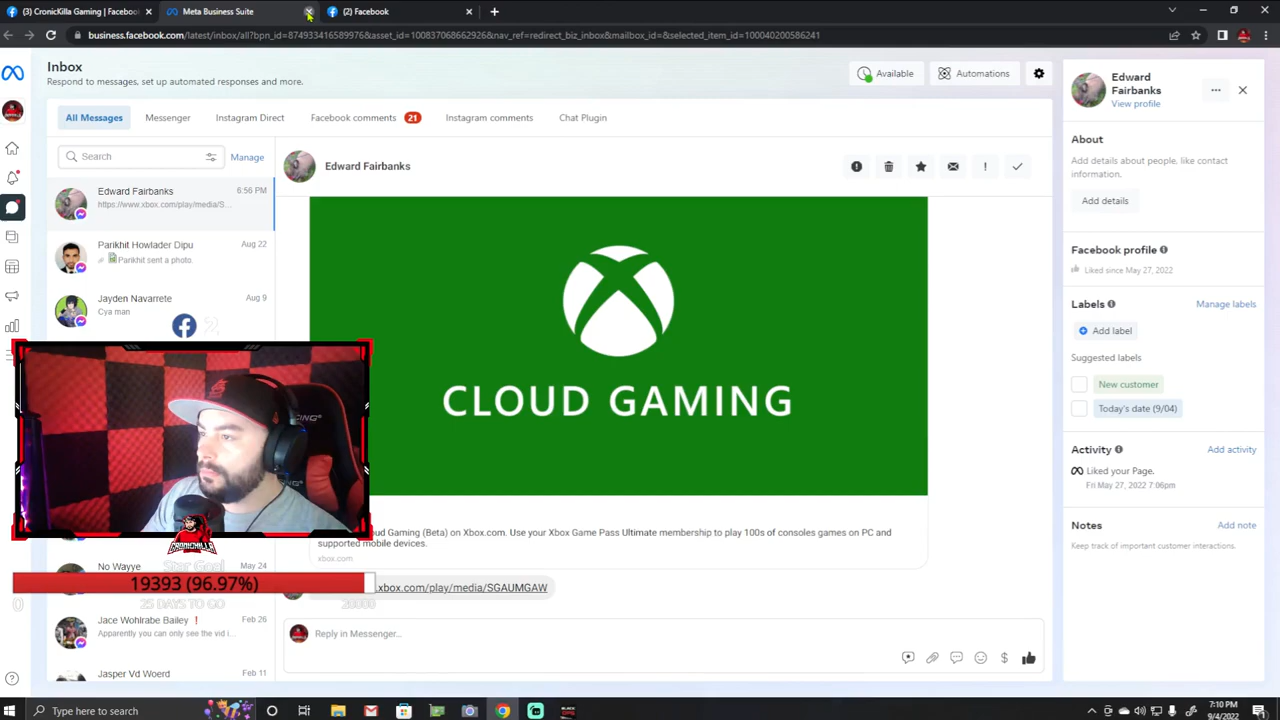 (3) CronicKilla Gaming | Facebook
Meta Business Suite
(2) Facebook
business.facebook.com/latest/inbox/all?bpn_id=874933416589976&asset_id=100837068662926&nav_ref=redirect_biz_inbox&mailbox_id=&selected_item_id=100040200586241
Inbox
Respond to messages, set up automated responses and more.
Available
Automations
All Messages
Messenger
Instagram Direct
Facebook comments 21
Instagram comments
Chat Plugin
Search
Manage
Edward Fairbanks
6:56 PM
https://www.xbox.com/play/media/S...
Parikhit Howlader Dipu
Aug 22
Parikhit sent a photo.
Jayden Navarrete
Aug 9
Cya man
2
No Wayye
May 24
Jace Wohlrabe Bailey !
Feb 26
Apparently you can only see the vid i...
Jasper Vd Woerd
Feb 11
CRONICKILLA
Star Goal
19393 (96.97%)
0
25 DAYS TO GO
20000
Edward Fairbanks
CLOUD GAMING
oud Gaming (Beta) on Xbox.com. Use your Xbox Game Pass Ultimate membership to play 100s of consoles games on PC and
supported mobile devices.
xbox.com
.xbox.com/play/media/SGAUMGAW
Reply in Messenger...
Edward
Fairbanks
View profile
About
Add details about people, like contact
information.
Add details
Facebook profile
Liked since May 27, 2022
Labels
Manage labels
Add label
Suggested labels
New customer
Today's date (9/04)
Activity
Add activity
Liked your Page.
Fri May 27, 2022 7:06pm
Notes
Add note
Keep track of important customer interactions.
Type here to search
7:10 PM
9/4/2022